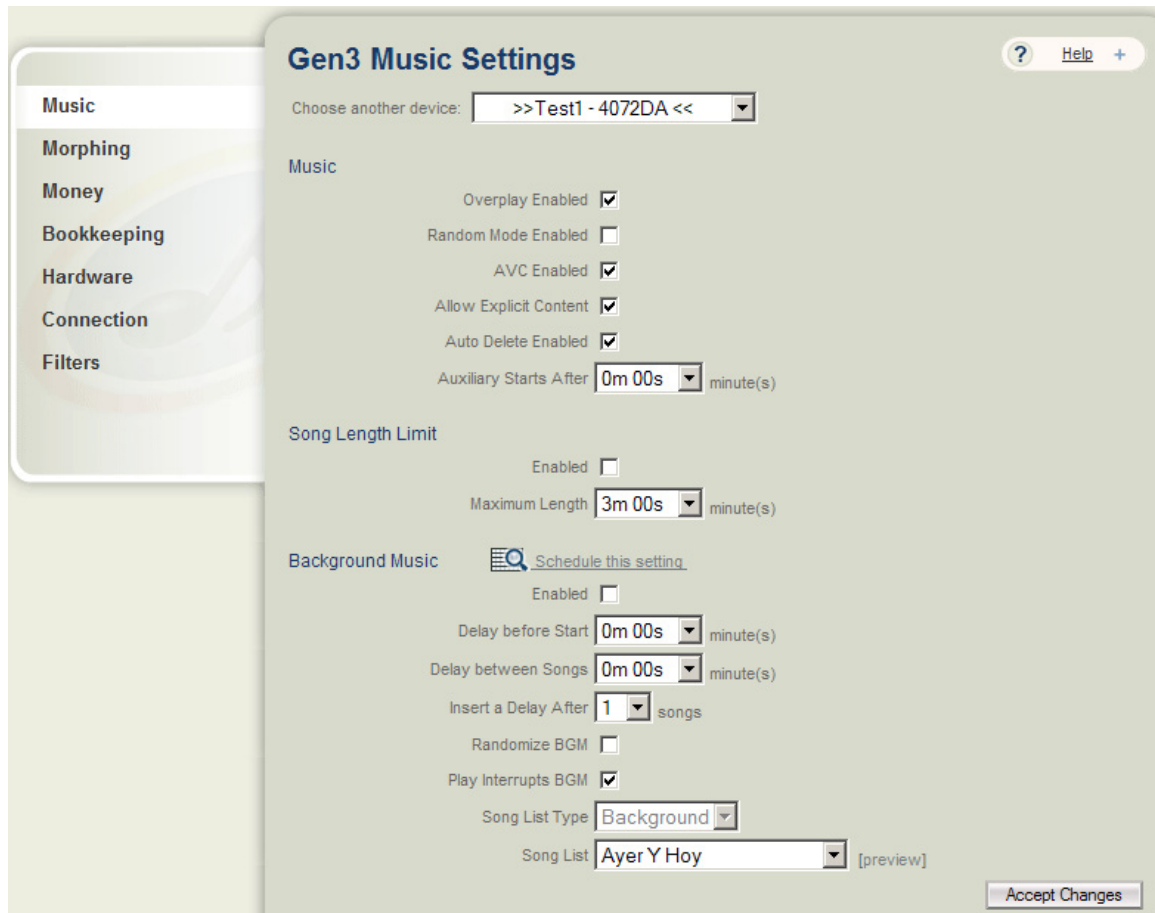 Gen3 Music Settings
? Help +
Music
Morphing
Money
Bookkeeping
Hardware
Connection
Filters
Choose another device: >>Test1 - 4072DA <<
Music
Overplay Enabled
Random Mode Enabled
AVC Enabled
Allow Explicit Content
Auto Delete Enabled
Auxiliary Starts After 0m 00s minute(s)
Song Length Limit
Enabled
Maximum Length 3m 00s minute(s)
Background Music Schedule this setting
Enabled
Delay before Start 0m 00s minute(s)
Delay between Songs 0m 00s minute(s)
Insert a Delay After 1 songs
Randomize BGM
Play Interrupts BGM
Song List Type Background
Song List Ayer Y Hoy [preview]
Accept Changes